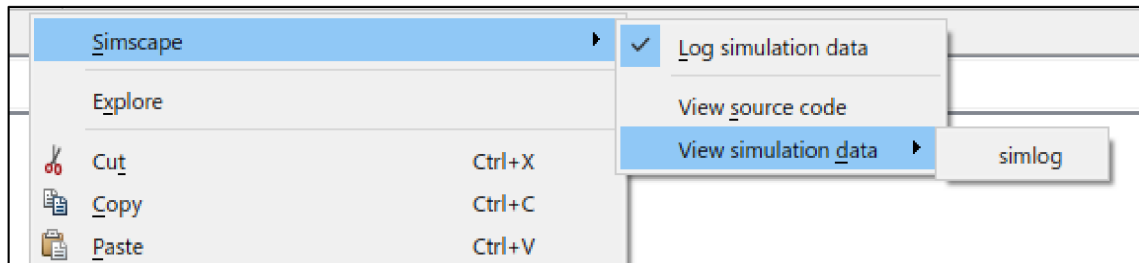 Simscape
Log simulation data
Explore
View source code
View simulation data
simlog
Cut Ctrl+X
Copy Ctrl+C
Paste Ctrl+V